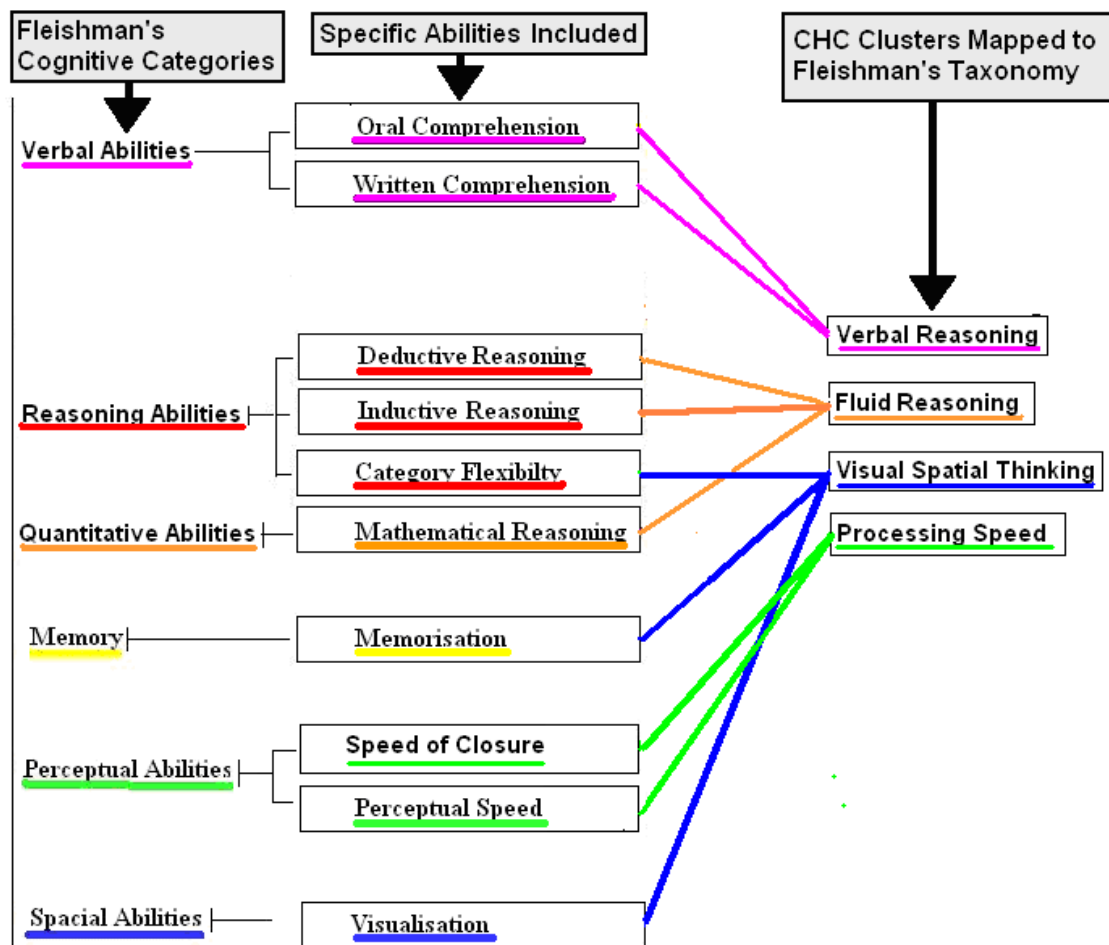 Fleishman's
Cognitive Categories
Specific Abilities Included
CHC Clusters Mapped to
Fleishman's Taxonomy
Verbal Abilities
Oral Comprehension
Written Comprehension
Verbal Reasoning
Reasoning Abilities
Deductive Reasoning
Inductive Reasoning
Category Flexibilty
Fluid Reasoning
Visual Spatial Thinking
Quantitative Abilities
Mathematical Reasoning
Processing Speed
Memory
Memorisation
Perceptual Abilities
Speed of Closure
Perceptual Speed
Spacial Abilities
Visualisation